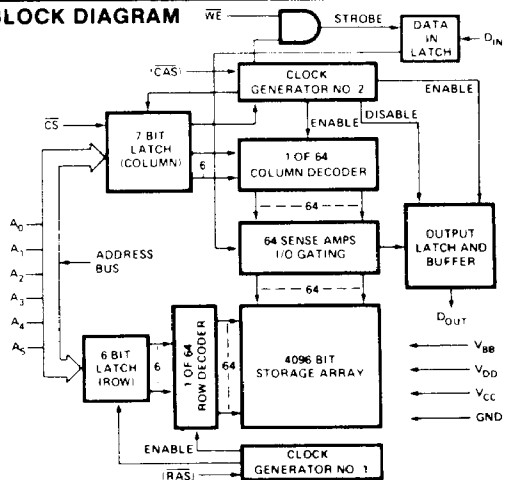 BLOCK DIAGRAM
WE
STROBE
DATA
IN
LATCH
DIN
(CAS)
CLOCK
GENERATOR NO. 2
ENABLE
DISABLE
ENABLE
CS
7 BIT
LATCH
(COLUMN)
6
1 OF 64
COLUMN DECODER
64
A0
A1
A2
A3
A4
A5
ADDRESS
BUS
64 SENSE AMPS
I/O GATING
OUTPUT
LATCH AND
BUFFER
64
DOUT
6 BIT
LATCH
(ROW)
6
1 OF 64
ROW DECODER
64
4096 BIT
STORAGE ARRAY
VBB
VDD
VCC
GND
ENABLE
(RAS)
CLOCK
GENERATOR NO. 1